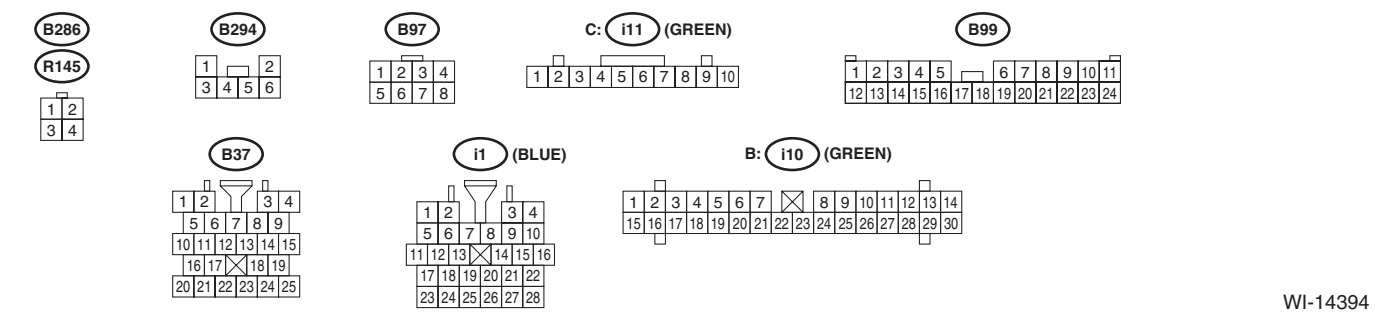 B286
R145
1 2
3 4
B294
1 2
3 4 5 6
B97
1 2 3 4
5 6 7 8
C: i11 (GREEN)
1 2 3 4 5 6 7 8 9 10
B99
1 2 3 4 5 6 7 8 9 10 11
12 13 14 15 16 17 18 19 20 21 22 23 24
B37
1 2 3 4
5 6 7 8 9
10 11 12 13 14 15
16 17 18 19
20 21 22 23 24 25
i1 (BLUE)
1 2 3 4
5 6 7 8 9 10
11 12 13 14 15 16
17 18 19 20 21 22
23 24 25 26 27 28
B: i10 (GREEN)
1 2 3 4 5 6 7 8 9 10 11 12 13 14
15 16 17 18 19 20 21 22 23 24 25 26 27 28 29 30
WI-14394